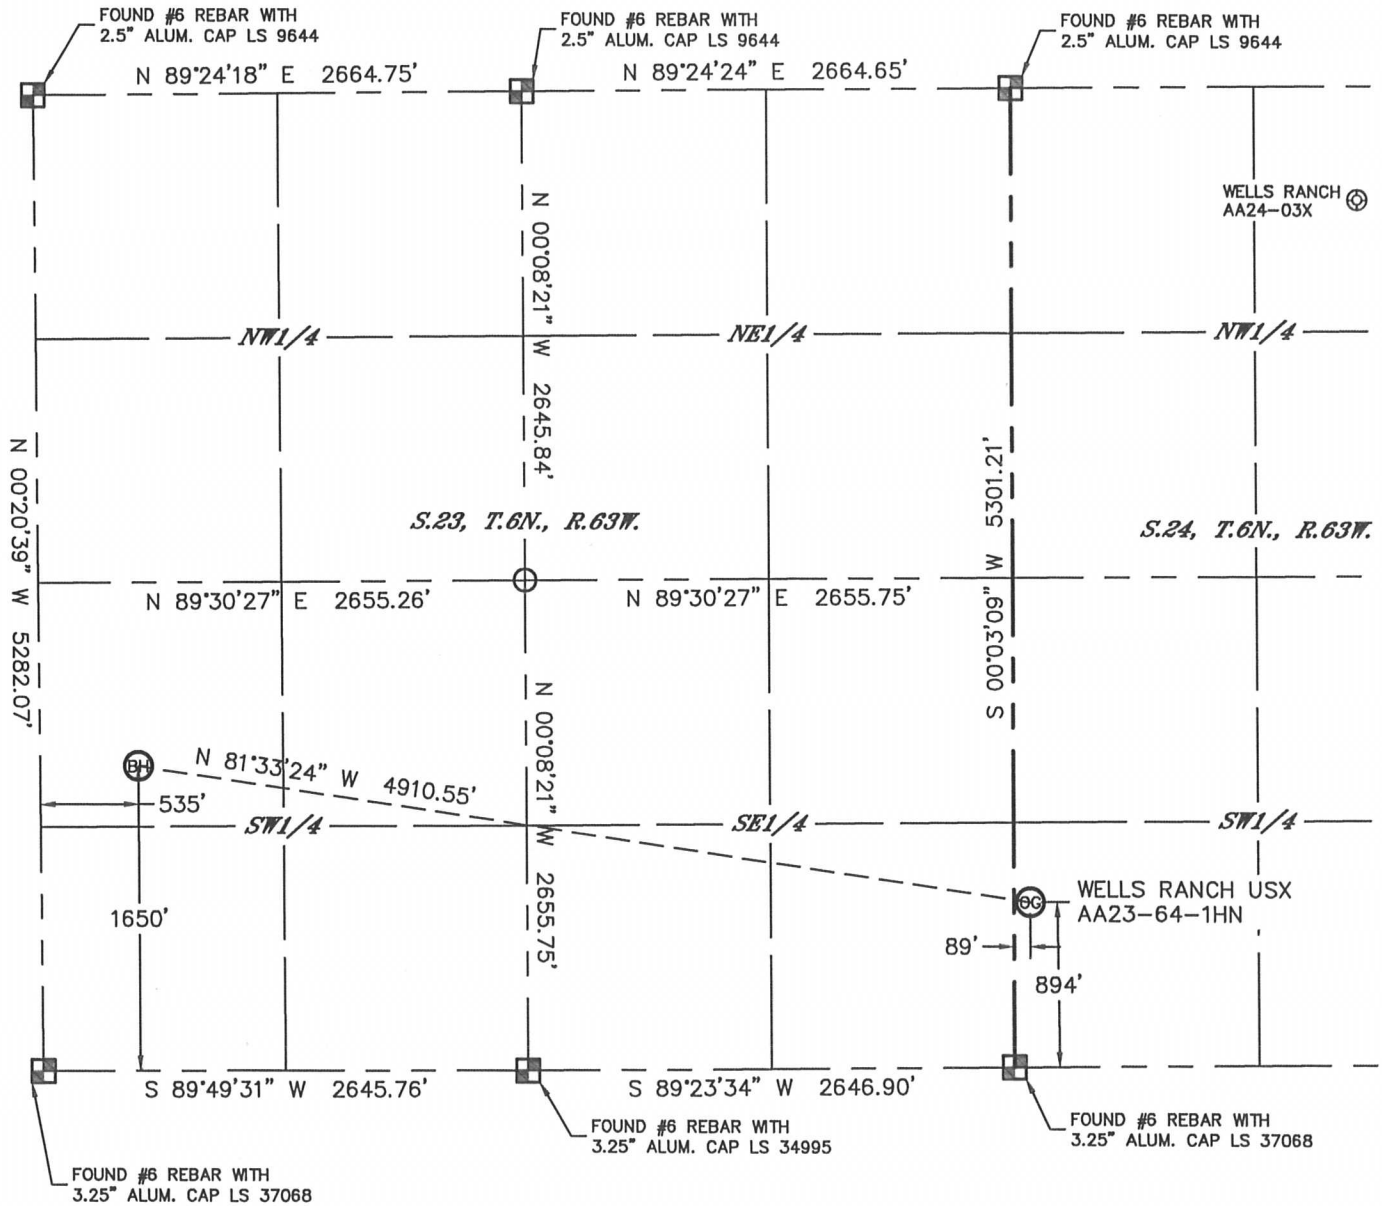 FOUND #6 REBAR WITH
2.5" ALUM. CAP LS 9644
FOUND #6 REBAR WITH
2.5" ALUM. CAP LS 9644
FOUND #6 REBAR WITH
2.5" ALUM. CAP LS 9644
N 89°24'18" E 2664.75'
N 89°24'24" E 2664.65'
WELLS RANCH
AA24-03X
N 00°08'21" W 2645.84'
NW1/4
NE1/4
NW1/4
N 00°20'39" W 5282.07'
S 00°03'09" W 5301.21'
S.23, T.6N., R.63W.
S.24, T.6N., R.63W.
N 89°30'27" E 2655.26'
N 89°30'27" E 2655.75'
N 00°08'21" W 2655.75'
BH
N 81°33'24" W 4910.55'
535'
SW1/4
SE1/4
SW1/4
OG
WELLS RANCH USX
AA23-64-1HN
1650'
89'
894'
S 89°49'31" W 2645.76'
S 89°23'34" W 2646.90'
FOUND #6 REBAR WITH
3.25" ALUM. CAP LS 34995
FOUND #6 REBAR WITH
3.25" ALUM. CAP LS 37068
FOUND #6 REBAR WITH
3.25" ALUM. CAP LS 37068